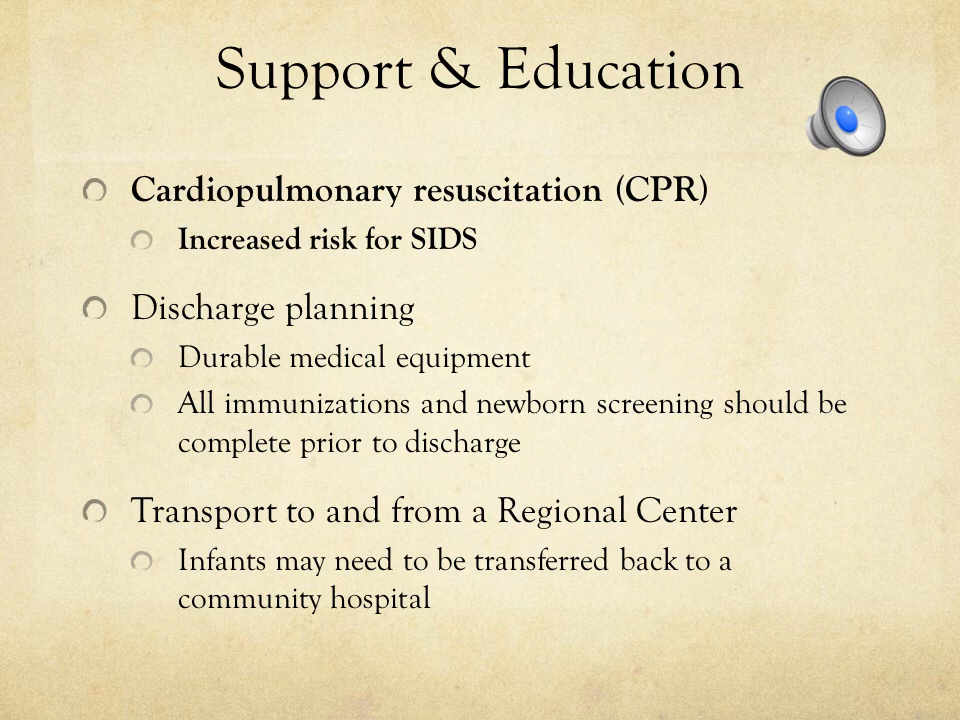 Support & Education
Cardiopulmonary resuscitation (CPR)
Increased risk for SIDS
Discharge planning
Durable medical equipment
All immunizations and newborn screening should be
complete prior to discharge
Transport to and from a Regional Center
Infants may need to be transferred back to a
community hospital